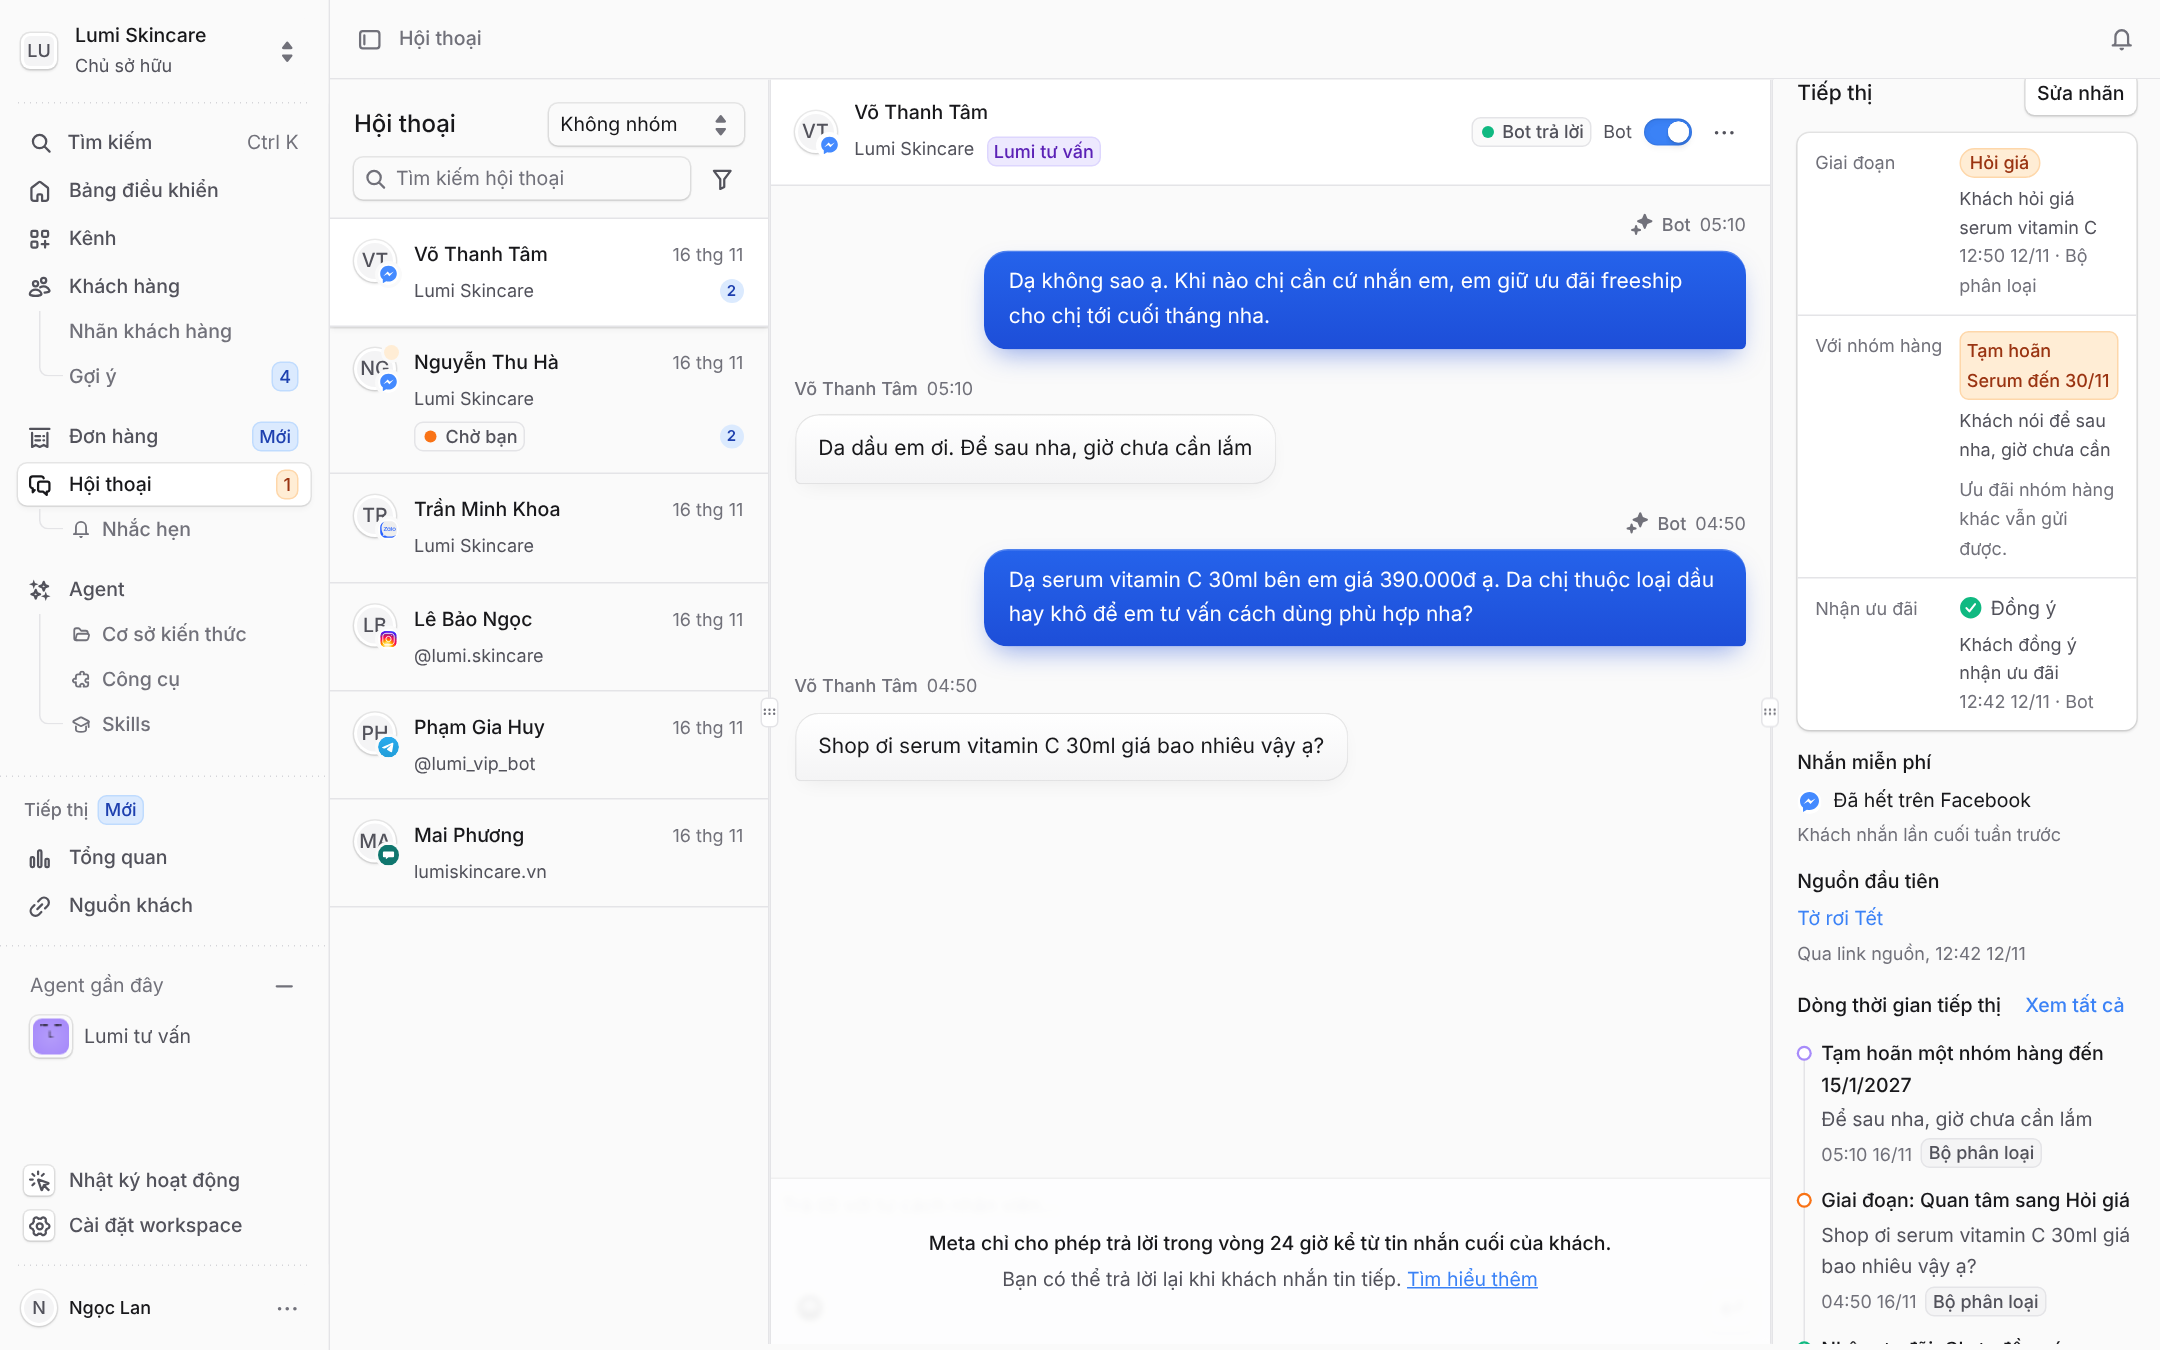 LU
Lumi Skincare
Chủ sở hữu
Tìm kiếm
Ctrl K
Bảng điều khiển
Kênh
Khách hàng
Nhãn khách hàng
Gợi ý
4
Đơn hàng
Mới
Hội thoại
1
Nhắc hẹn
Agent
Cơ sở kiến thức
Công cụ
Skills
Tiếp thị
Mới
Tổng quan
Nguồn khách
Agent gần đây
Lumi tư vấn
Nhật ký hoạt động
Cài đặt workspace
N
Ngọc Lan
Hội thoại
Hội thoại
Không nhóm
Tìm kiếm hội thoại
VT
Võ Thanh Tâm
16 thg 11
Lumi Skincare
2
NG
Nguyễn Thu Hà
16 thg 11
Lumi Skincare
Chờ bạn
2
TR
Trần Minh Khoa
16 thg 11
Zalo
Lumi Skincare
LB
Lê Bảo Ngọc
16 thg 11
@lumi.skincare
PH
Phạm Gia Huy
16 thg 11
@lumi_vip_bot
MA
Mai Phương
16 thg 11
lumiskincare.vn
VT
Võ Thanh Tâm
Lumi Skincare
Lumi tư vấn
Bot trả lời
Bot
Bot 05:10
Dạ không sao ạ. Khi nào chị cần cứ nhắn em, em giữ ưu đãi freeship
cho chị tới cuối tháng nha.
Võ Thanh Tâm 05:10
Da dầu em ơi. Để sau nha, giờ chưa cần lắm
Bot 04:50
Dạ serum vitamin C 30ml bên em giá 390.000đ ạ. Da chị thuộc loại dầu
hay khô để em tư vấn cách dùng phù hợp nha?
Võ Thanh Tâm 04:50
Shop ơi serum vitamin C 30ml giá bao nhiêu vậy ạ?
Meta chỉ cho phép trả lời trong vòng 24 giờ kể từ tin nhắn cuối của khách.
Bạn có thể trả lời lại khi khách nhắn tin tiếp. Tìm hiểu thêm
Tiếp thị
Sửa nhãn
Giai đoạn
Hỏi giá
Khách hỏi giá
serum vitamin C
12:50 12/11 · Bộ
phân loại
Với nhóm hàng
Tạm hoãn
Serum đến 30/11
Khách nói để sau
nha, giờ chưa cần
Ưu đãi nhóm hàng
khác vẫn gửi
được.
Nhận ưu đãi
Đồng ý
Khách đồng ý
nhận ưu đãi
12:42 12/11 · Bot
Nhắn miễn phí
Đã hết trên Facebook
Khách nhắn lần cuối tuần trước
Nguồn đầu tiên
Tờ rơi Tết
Qua link nguồn, 12:42 12/11
Dòng thời gian tiếp thị
Xem tất cả
Tạm hoãn một nhóm hàng đến
15/1/2027
Để sau nha, giờ chưa cần lắm
05:10 16/11
Bộ phân loại
Giai đoạn: Quan tâm sang Hỏi giá
Shop ơi serum vitamin C 30ml giá
bao nhiêu vậy ạ?
04:50 16/11
Bộ phân loại